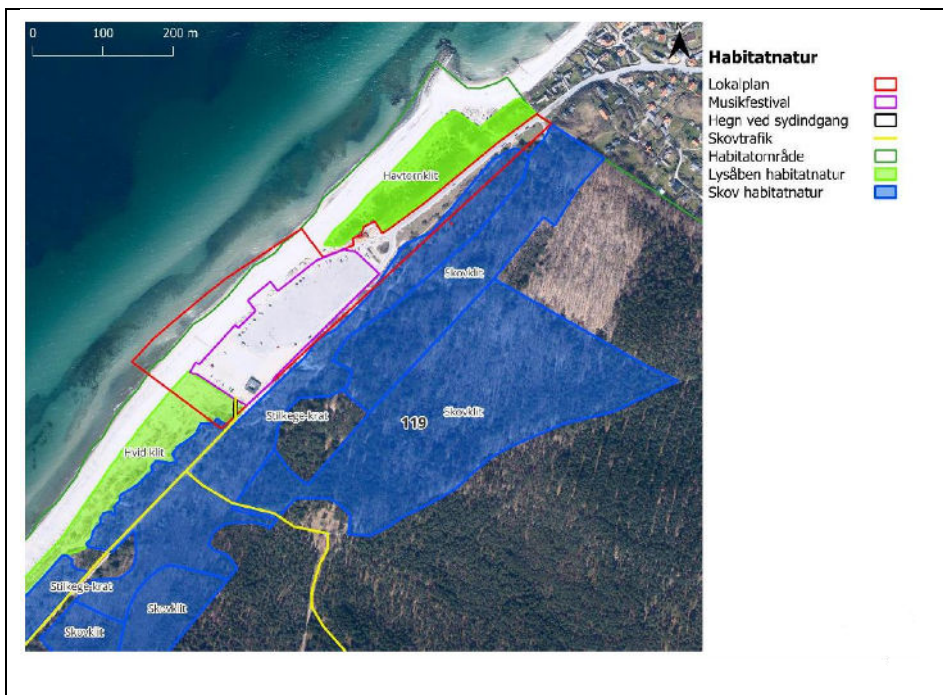 0 100 200 m
Habitatnatur
Lokalplan
Musikfestival
Hegn ved sydindgang
Skovtrafik
Habitatområde
Lysåben habitatnatur
Skov habitatnatur
Havtornklit
Skovklit
Stilkege-krat
119
Skovklit
Hvid klit
Stilkege-krat
Skovklit
Skovklit